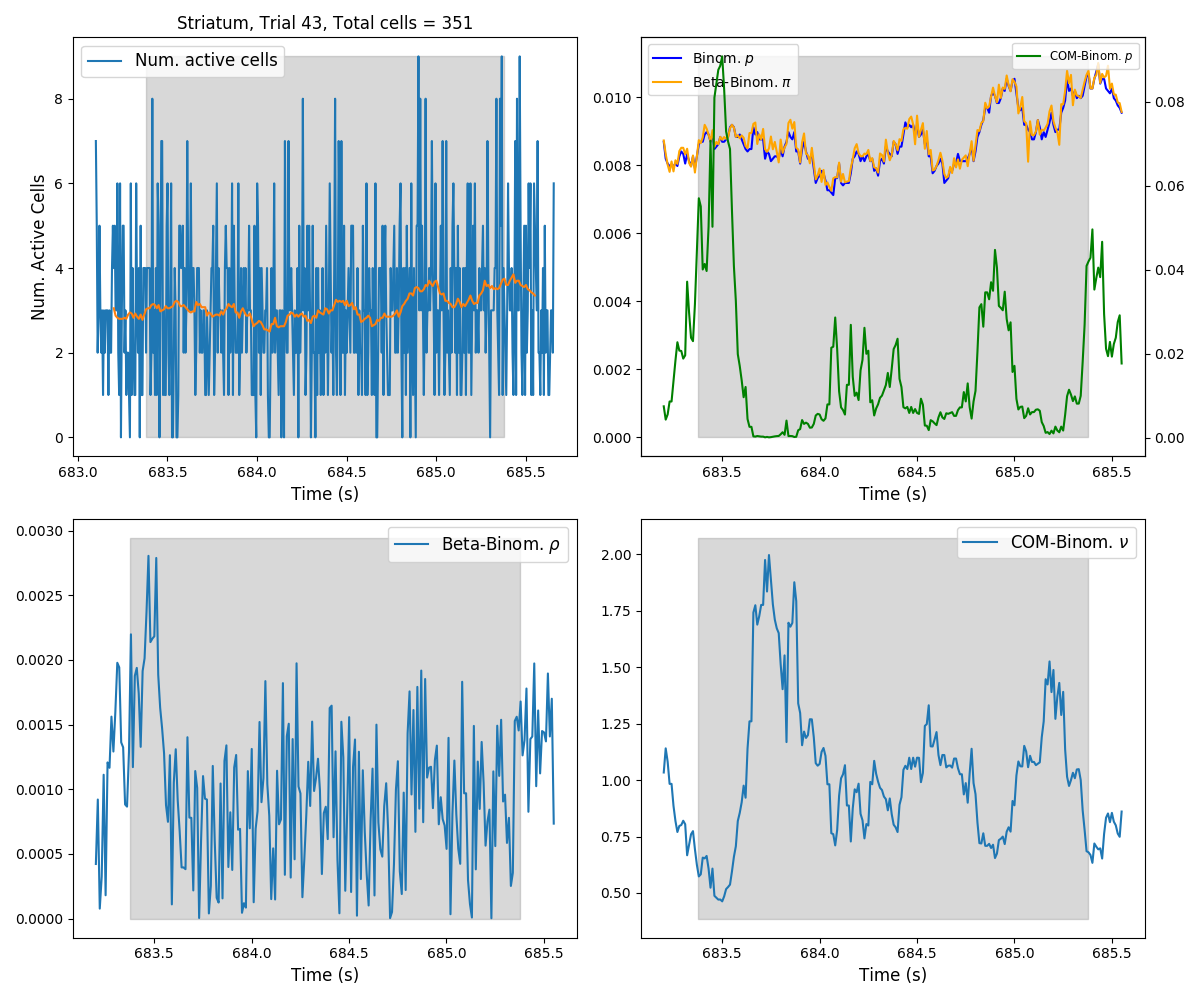 Striatum, Trial 43, Total cells = 351
Num. active cells
Num. Active Cells
8
6
4
2
0
683.0 683.5 684.0 684.5 685.0 685.5
Time (s)
Binom. p
Beta-Binom. π
COM-Binom. p
0.010
0.008
0.006
0.004
0.002
0.000
0.08
0.06
0.04
0.02
0.00
683.5 684.0 684.5 685.0 685.5
Time (s)
Beta-Binom. ρ
0.0030
0.0025
0.0020
0.0015
0.0010
0.0005
0.0000
683.5 684.0 684.5 685.0 685.5
Time (s)
COM-Binom. ν
2.00
1.75
1.50
1.25
1.00
0.75
0.50
683.5 684.0 684.5 685.0 685.5
Time (s)